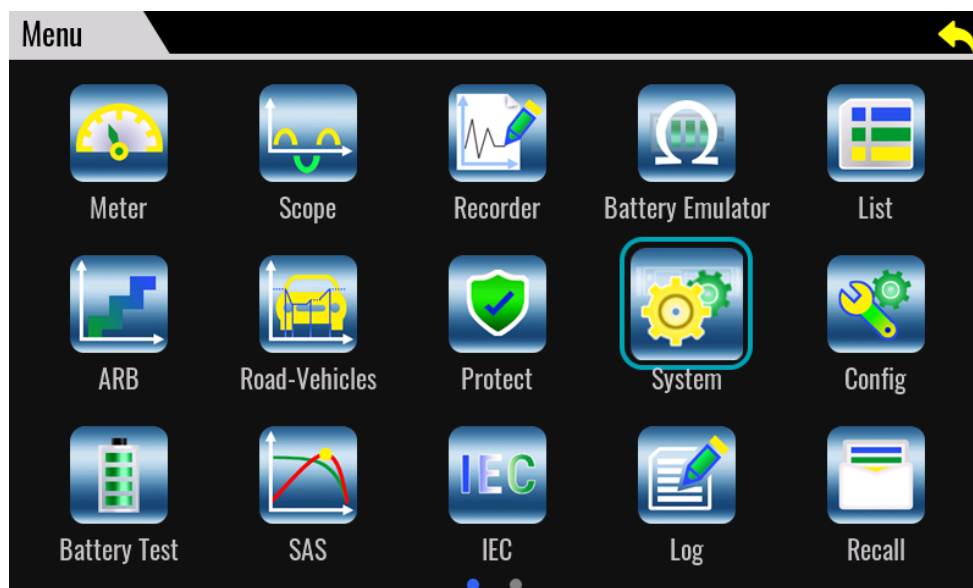 Menu
Meter
Scope
Recorder
Ω
Battery Emulator
List
ARB
Road-Vehicles
Protect
System
Config
IEC
Battery Test
SAS
IEC
Log
Recall